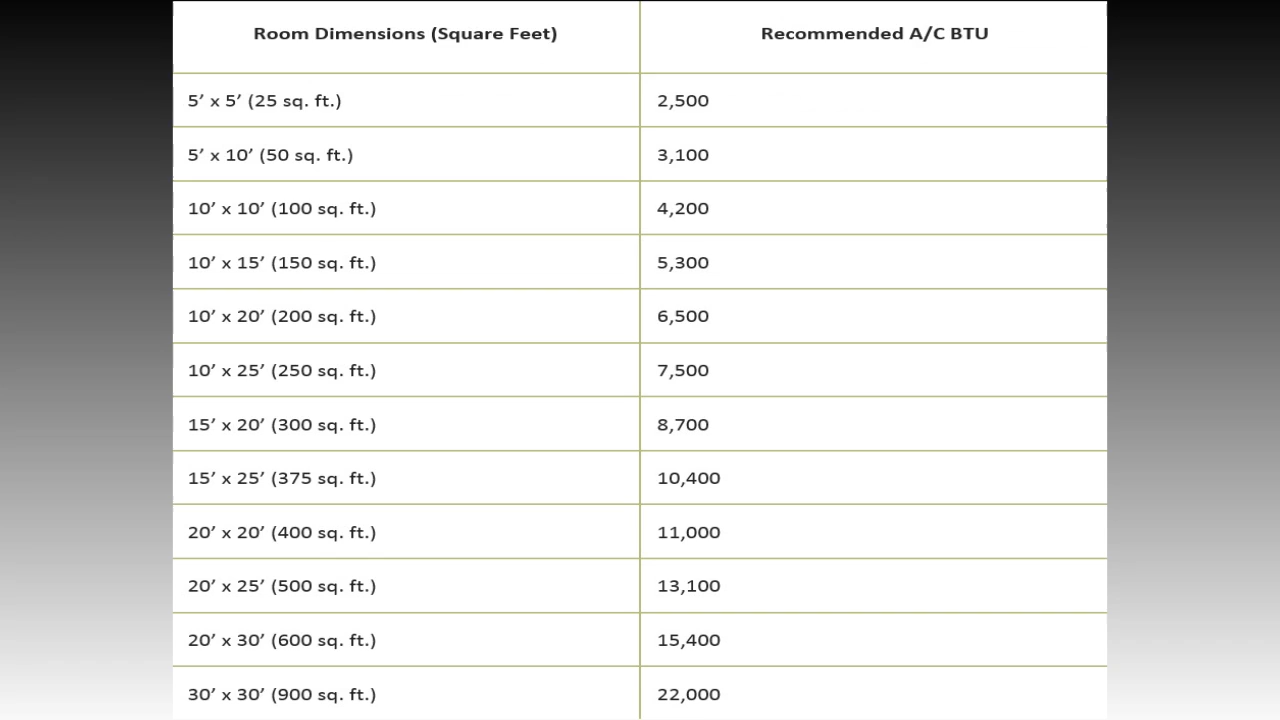 Room Dimensions (Square Feet) Recommended A/C BTU
5’ x 5’ (25 sq. ft.) 2,500
5’ x 10’ (50 sq. ft.) 3,100
10’ x 10’ (100 sq. ft.) 4,200
10’ x 15’ (150 sq. ft.) 5,300
10’ x 20’ (200 sq. ft.) 6,500
10’ x 25’ (250 sq. ft.) 7,500
15’ x 20’ (300 sq. ft.) 8,700
15’ x 25’ (375 sq. ft.) 10,400
20’ x 20’ (400 sq. ft.) 11,000
20’ x 25’ (500 sq. ft.) 13,100
20’ x 30’ (600 sq. ft.) 15,400
30’ x 30’ (900 sq. ft.) 22,000